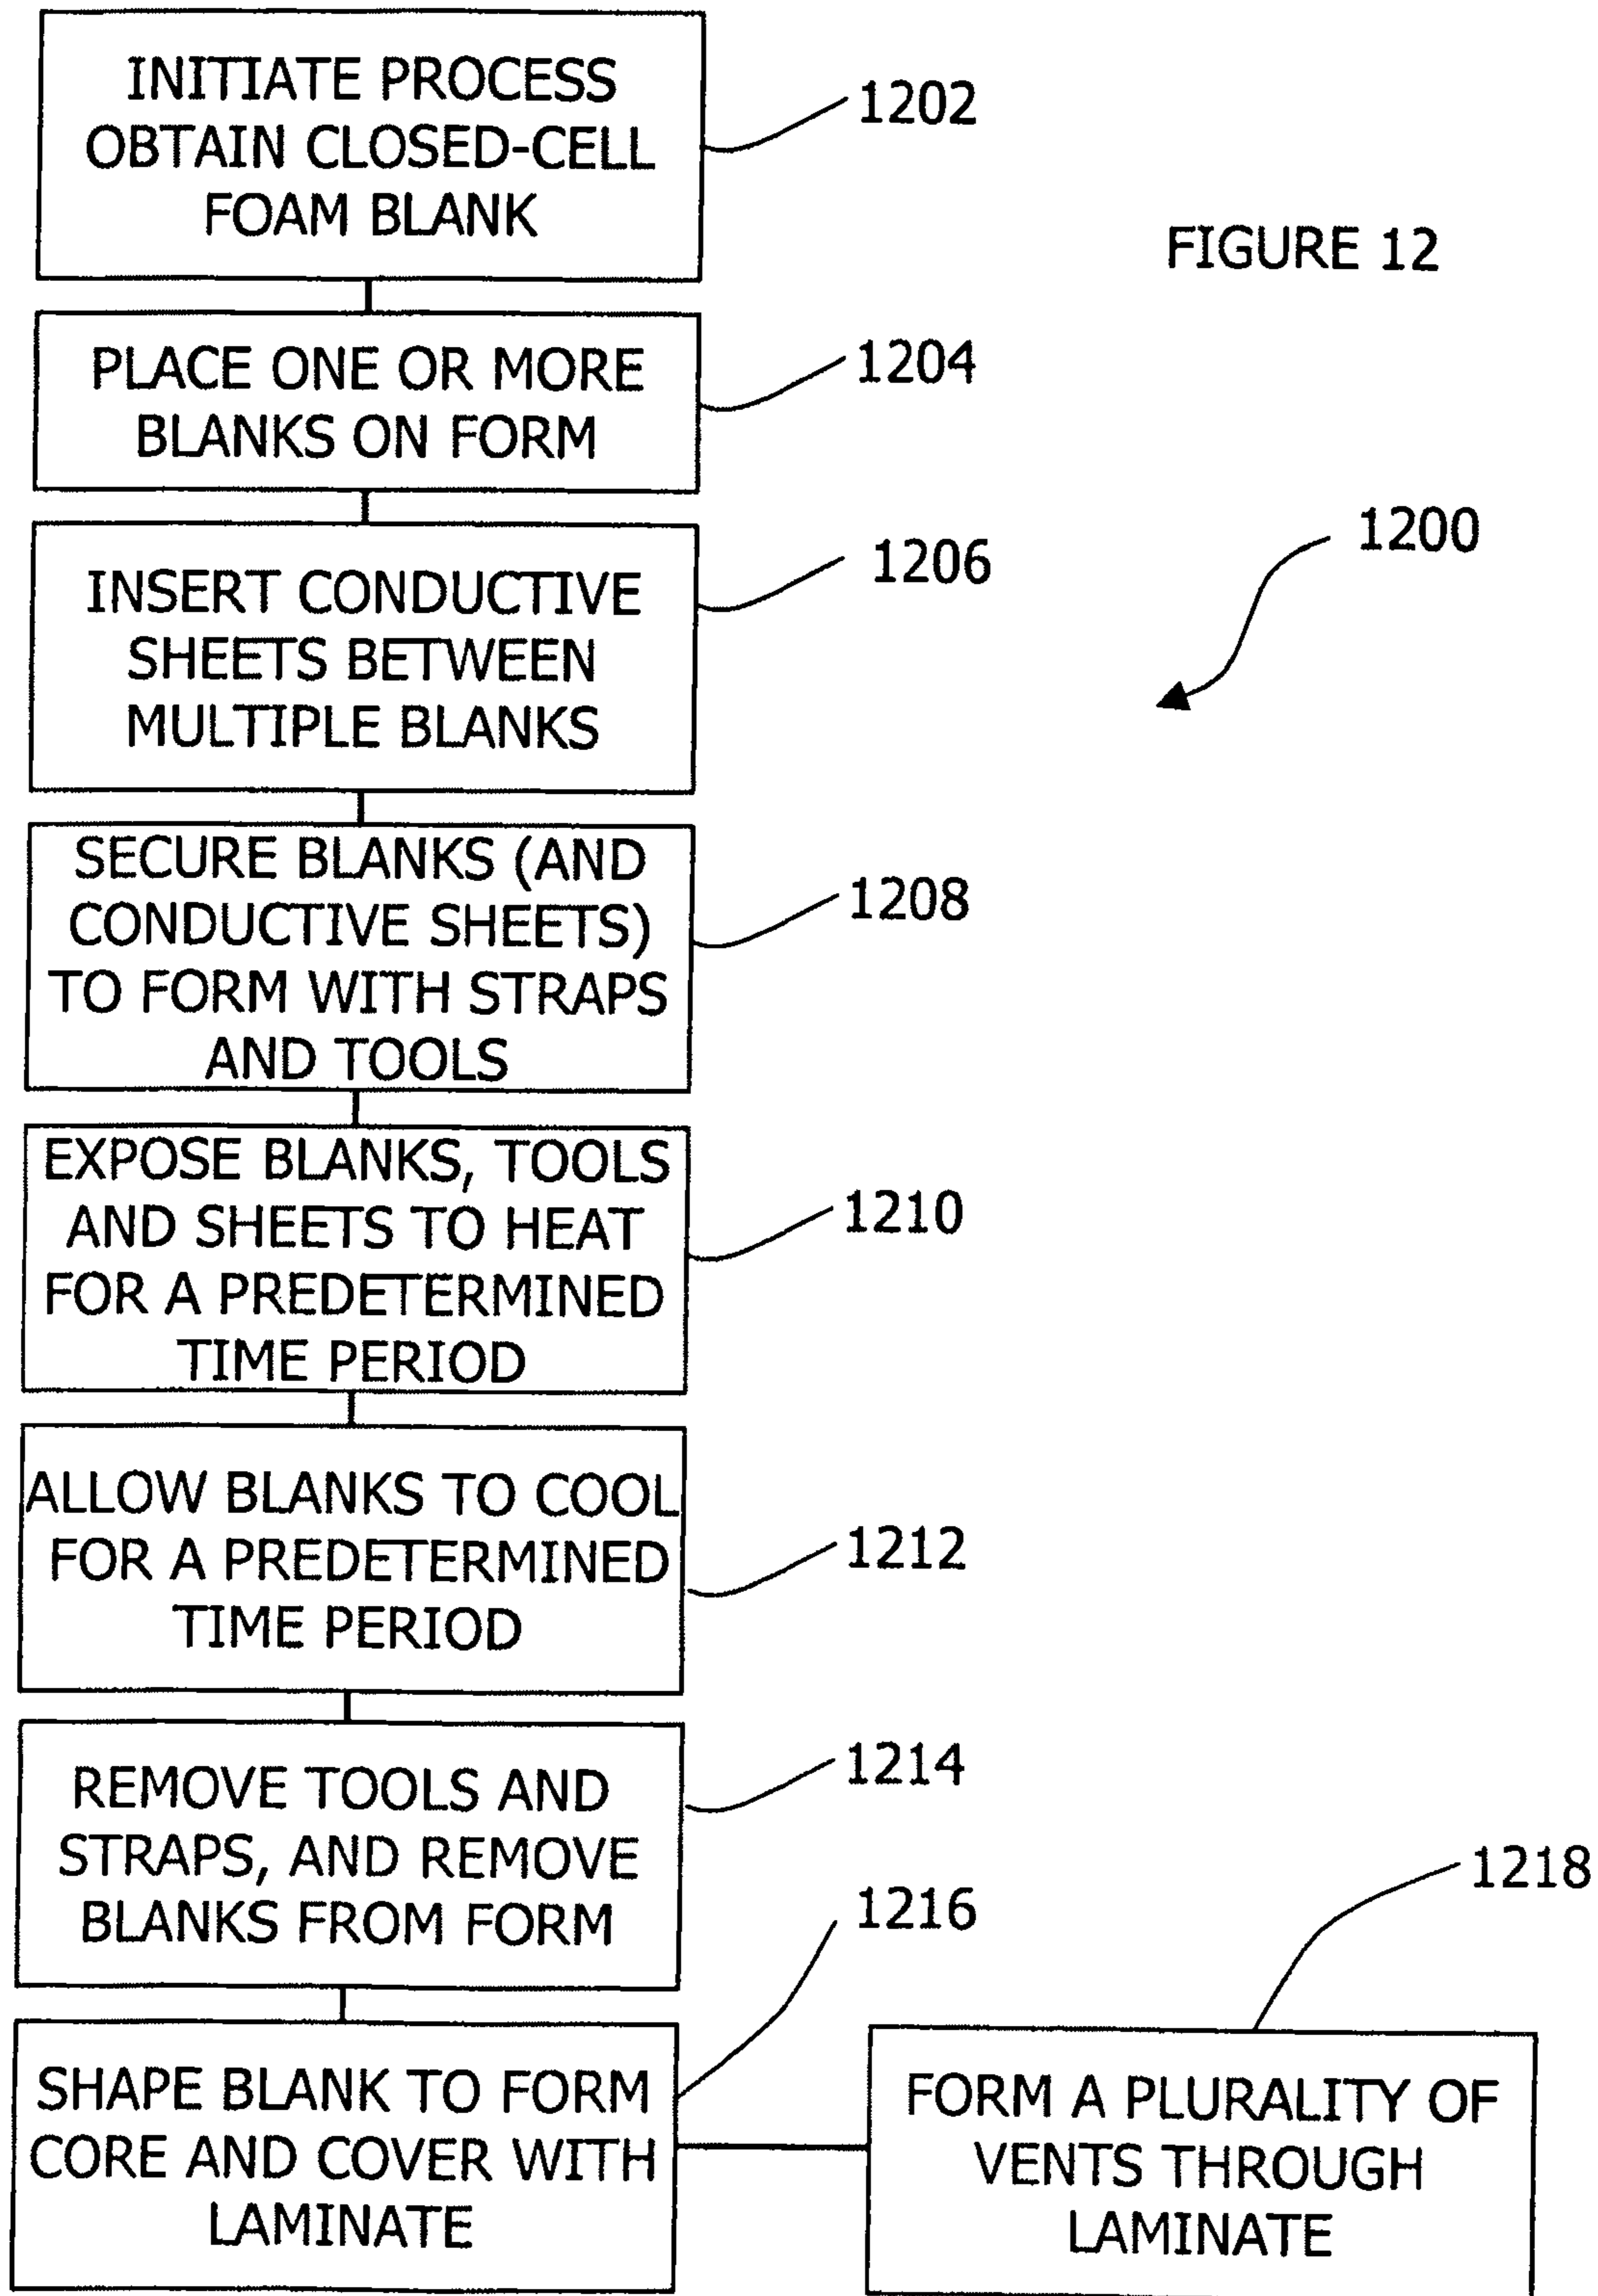 INITIATE PROCESS
OBTAIN CLOSED-CELL
FOAM BLANK
1202
FIGURE 12
PLACE ONE OR MORE
BLANKS ON FORM
1204
INSERT CONDUCTIVE
SHEETS BETWEEN
MULTIPLE BLANKS
1206
1200
SECURE BLANKS (AND
CONDUCTIVE SHEETS)
TO FORM WITH STRAPS
AND TOOLS
1208
EXPOSE BLANKS, TOOLS
AND SHEETS TO HEAT
FOR A PREDETERMINED
TIME PERIOD
1210
ALLOW BLANKS TO COOL
FOR A PREDETERMINED
TIME PERIOD
1212
REMOVE TOOLS AND
STRAPS, AND REMOVE
BLANKS FROM FORM
1214
SHAPE BLANK TO FORM
CORE AND COVER WITH
LAMINATE
1216
FORM A PLURALITY OF
VENTS THROUGH
LAMINATE
1218